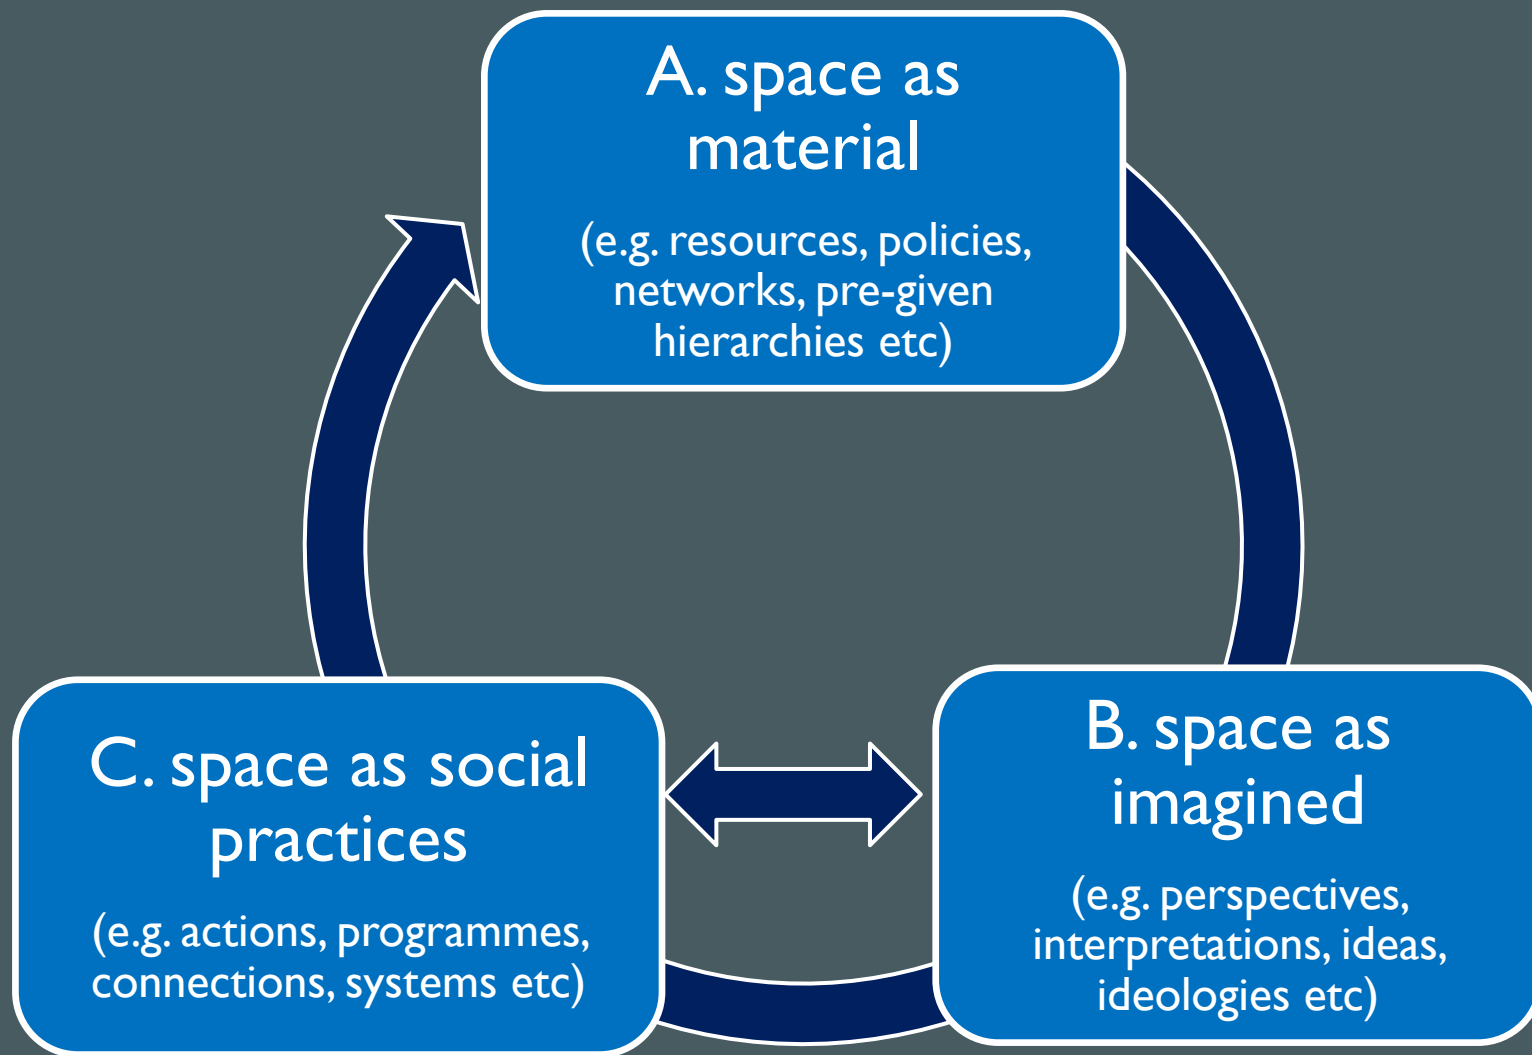 A. space as
material
(e.g. resources, policies,
networks, pre-given
hierarchies etc)
C. space as social
practices
(e.g. actions, programmes,
connections, systems etc)
B. space as
imagined
(e.g. perspectives,
interpretations, ideas,
ideologies etc)